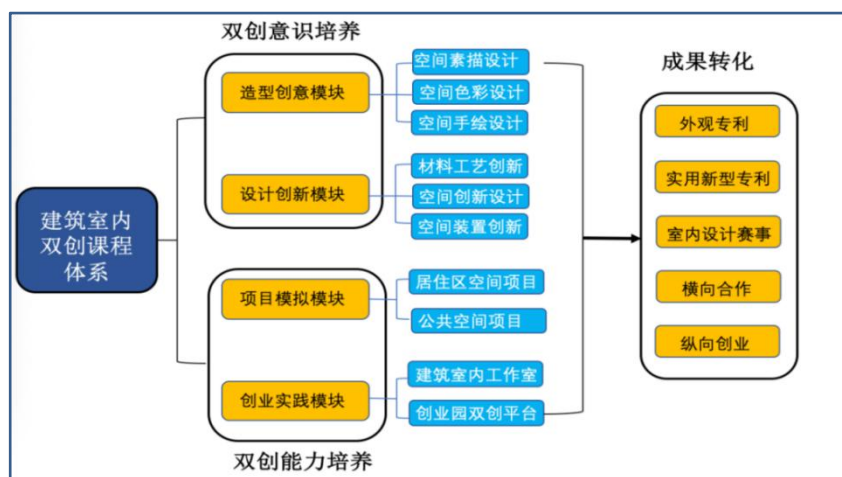 双创意识培养
造型创意模块
设计创新模块
空间素描设计
空间色彩设计
空间手绘设计
材料工艺创新
空间创新设计
空间装置创新
建筑室内
双创课程
体系
项目模拟模块
创业实践模块
居住区空间项目
公共空间项目
建筑室内工作室
创业园双创平台
双创能力培养
成果转化
外观专利
实用新型专利
室内设计赛事
横向合作
纵向创业